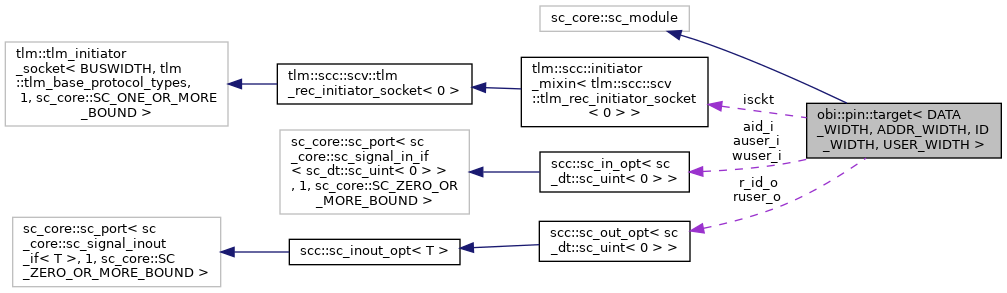 sc_core::sc_module
tlm::tlm_initiator
_socket< BUSWIDTH, tlm
::tlm_base_protocol_types,
1, sc_core::SC_ONE_OR_MORE
_BOUND >
tlm::scc::scv::tlm
_rec_initiator_socket< 0 >
tlm::scc::initiator
_mixin< tlm::scc::scv
::tlm_rec_initiator_socket
< 0 > >
isckt
obi::pin::target< DATA
_WIDTH, ADDR_WIDTH, ID
_WIDTH, USER_WIDTH >
aid_i
auser_i
wuser_i
sc_core::sc_port< sc
_core::sc_signal_in_if
< sc_dt::sc_uint< 0 > >
, 1, sc_core::SC_ZERO_OR
_MORE_BOUND >
scc::sc_in_opt< sc
_dt::sc_uint< 0 > >
r_id_o
ruser_o
sc_core::sc_port< sc
_core::sc_signal_inout
_if< T >, 1, sc_core::SC
_ZERO_OR_MORE_BOUND >
scc::sc_inout_opt< T >
scc::sc_out_opt< sc
_dt::sc_uint< 0 > >